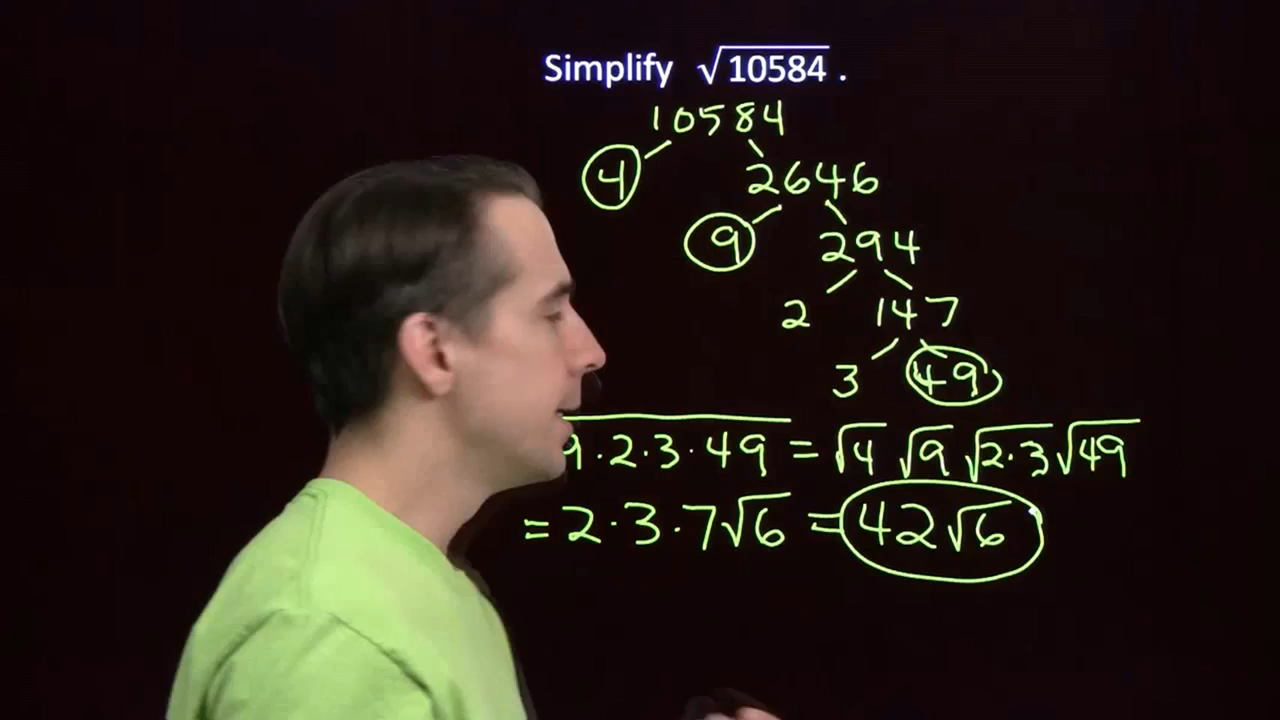 Simplify √10584 .
10584
4 2646
9 294
2 147
3 49
9·2·3·49 = √4 √9 √2·3 √49
= 2·3·7√6 = 42√6